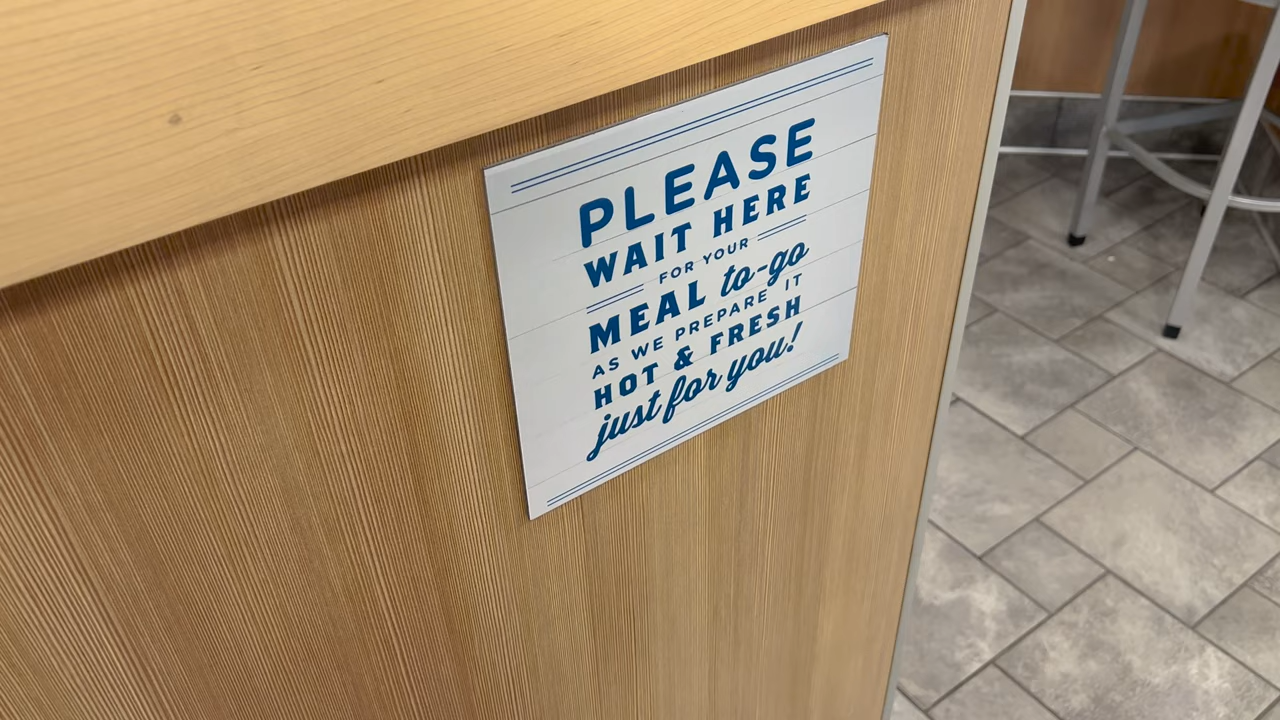 PLEASE
WAIT HERE
FOR YOUR
MEAL to-go
AS WE PREPARE IT
HOT & FRESH
just for you!